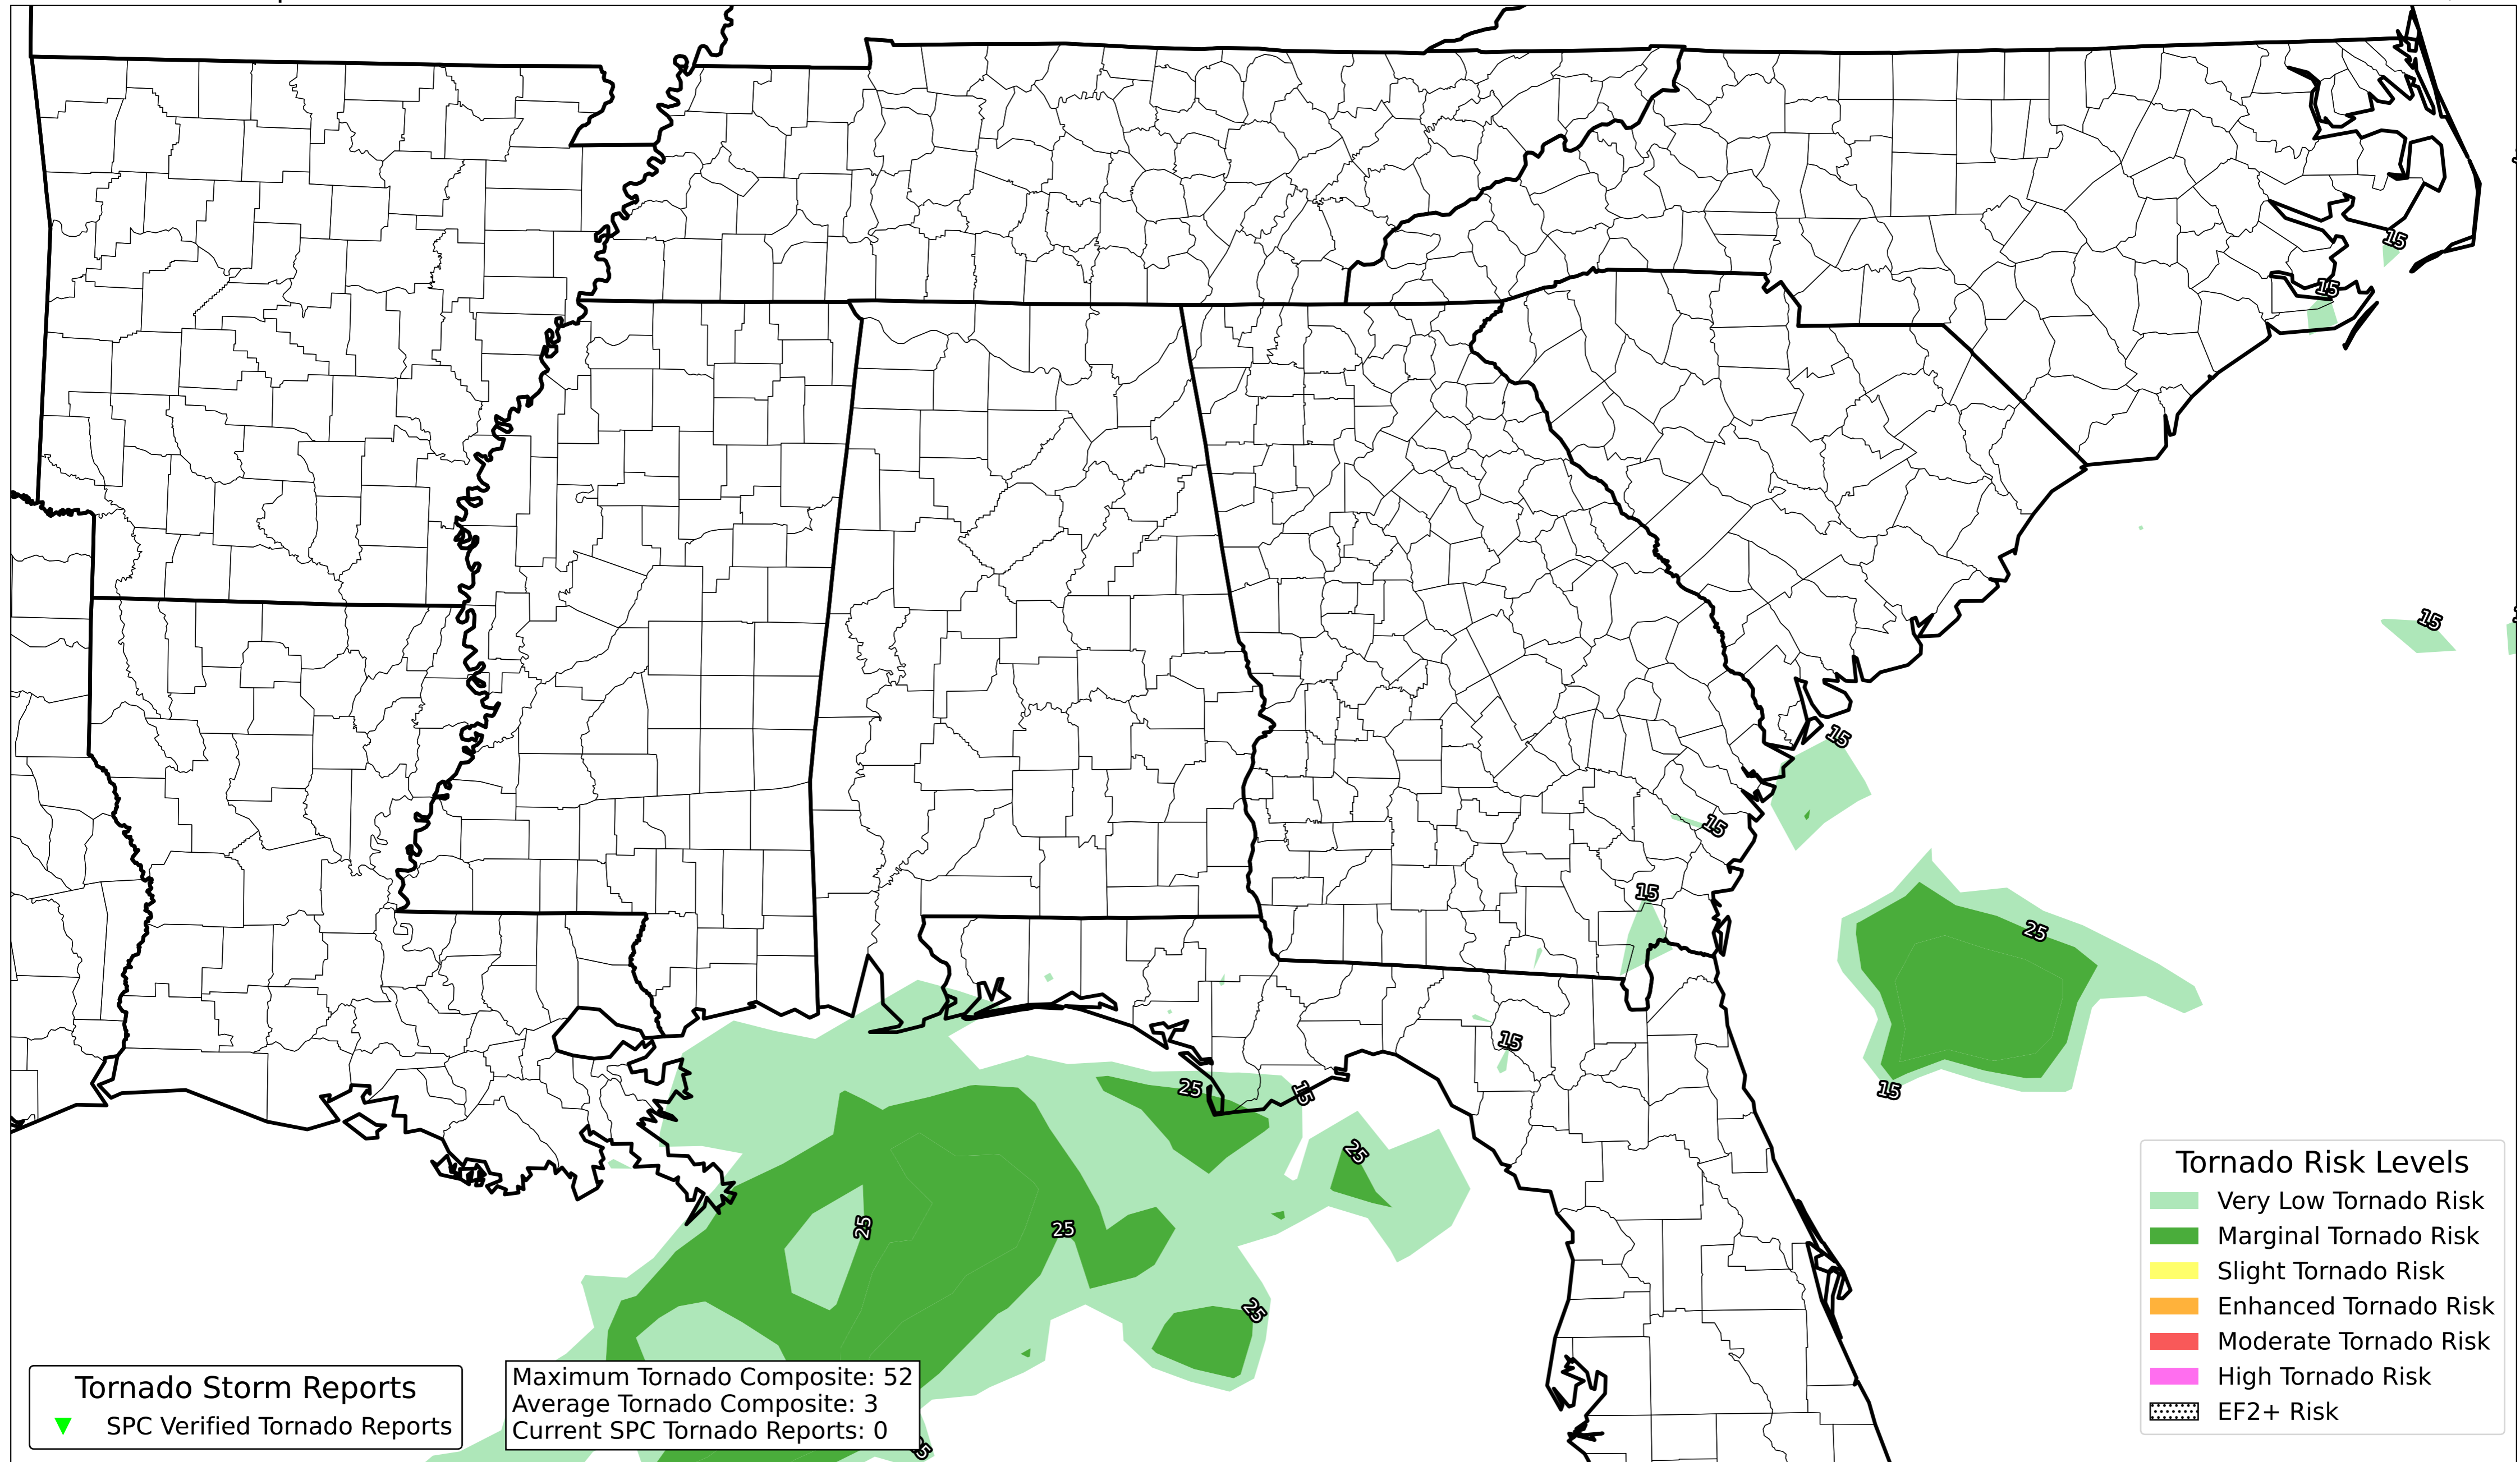 15
15
15
15
15
15
25
15
15
25
15
25
15
25
25
25
Tornado Risk Levels
Very Low Tornado Risk
Marginal Tornado Risk
Slight Tornado Risk
Enhanced Tornado Risk
Moderate Tornado Risk
High Tornado Risk
EF2+ Risk
Tornado Storm Reports
SPC Verified Tornado Reports
Maximum Tornado Composite: 52
Average Tornado Composite: 3
Current SPC Tornado Reports: 0